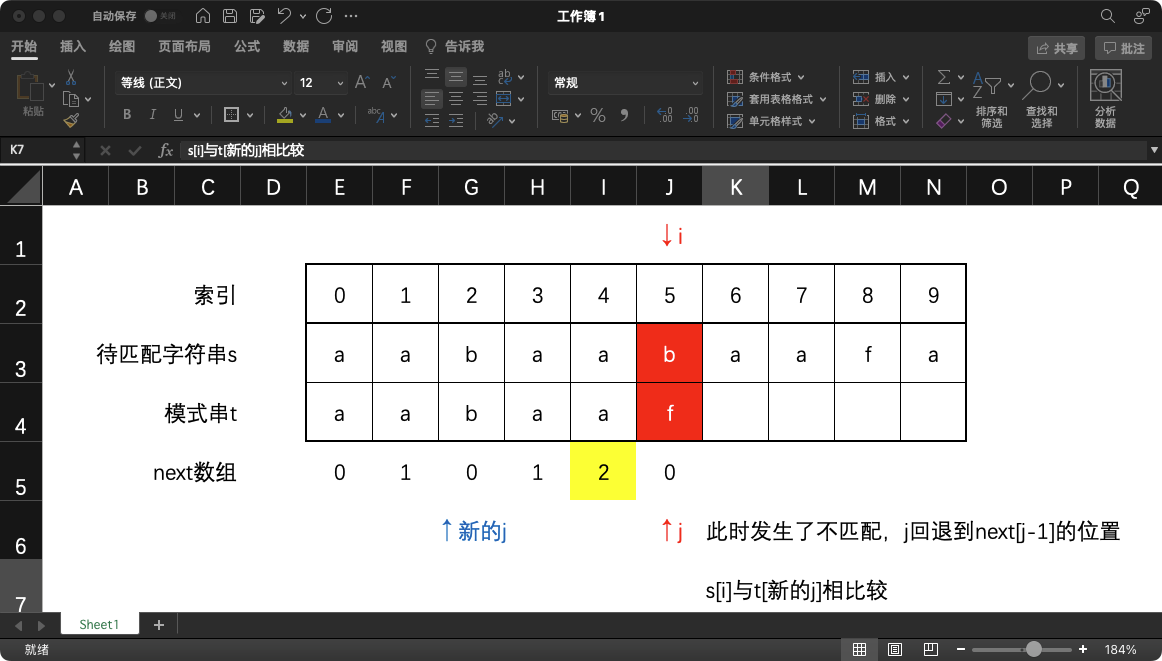 自动保存 关闭 工作簿1
开始 插入 绘图 页面布局 公式 数据 审阅 视图 告诉我 共享 批注
粘贴 等线 (正文) 12 A^ A˅ ab 常规 条件格式 插入 排序和筛选 查找和选择 分析数据
B I U A abc A % 套用表格格式 删除
单元格样式 格式
K7 fx s[i]与t[新的j]相比较
A B C D E F G H I J K L M N O P Q
1 ↓i
2 索引 0 1 2 3 4 5 6 7 8 9
3 待匹配字符串s a a b a a b a a f a
4 模式串t a a b a a f
5 next数组 0 1 0 1 2 0
6 ↑新的j ↑j 此时发生了不匹配，j回退到next[j-1]的位置
7 s[i]与t[新的j]相比较
Sheet1 +
就绪 184%